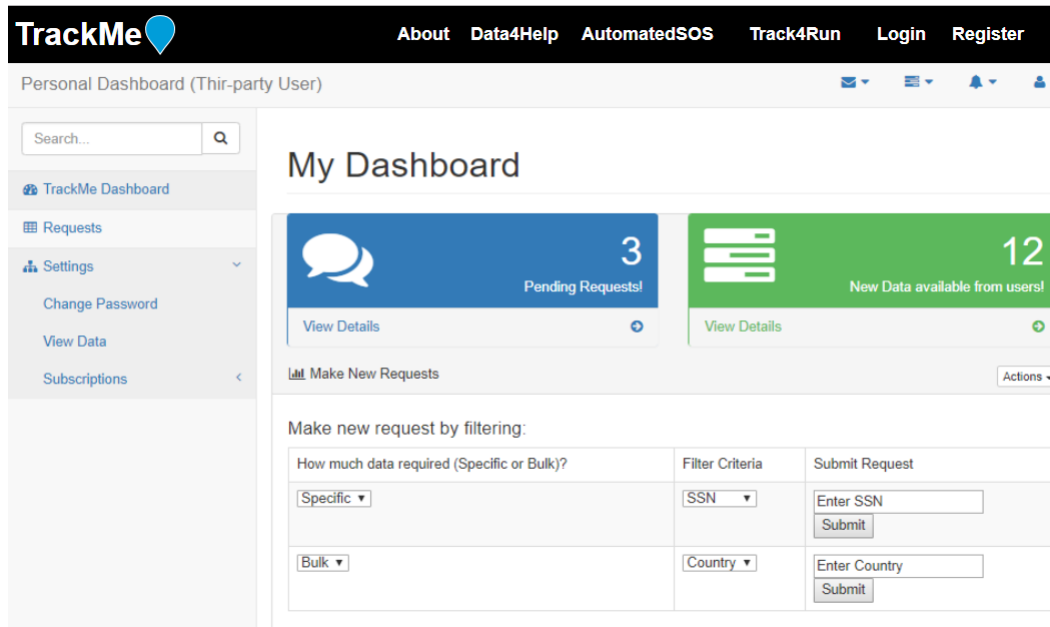 TrackMe
About Data4Help AutomatedSOS Track4Run Login Register
Personal Dashboard (Thir-party User)
Search...
TrackMe Dashboard
Requests
Settings
Change Password
View Data
Subscriptions
My Dashboard
3
Pending Requests!
View Details
12
New Data available from users!
View Details
Make New Requests
Actions
Make new request by filtering:
How much data required (Specific or Bulk)? Filter Criteria Submit Request
Specific SSN Enter SSN
Submit
Bulk Country Enter Country
Submit